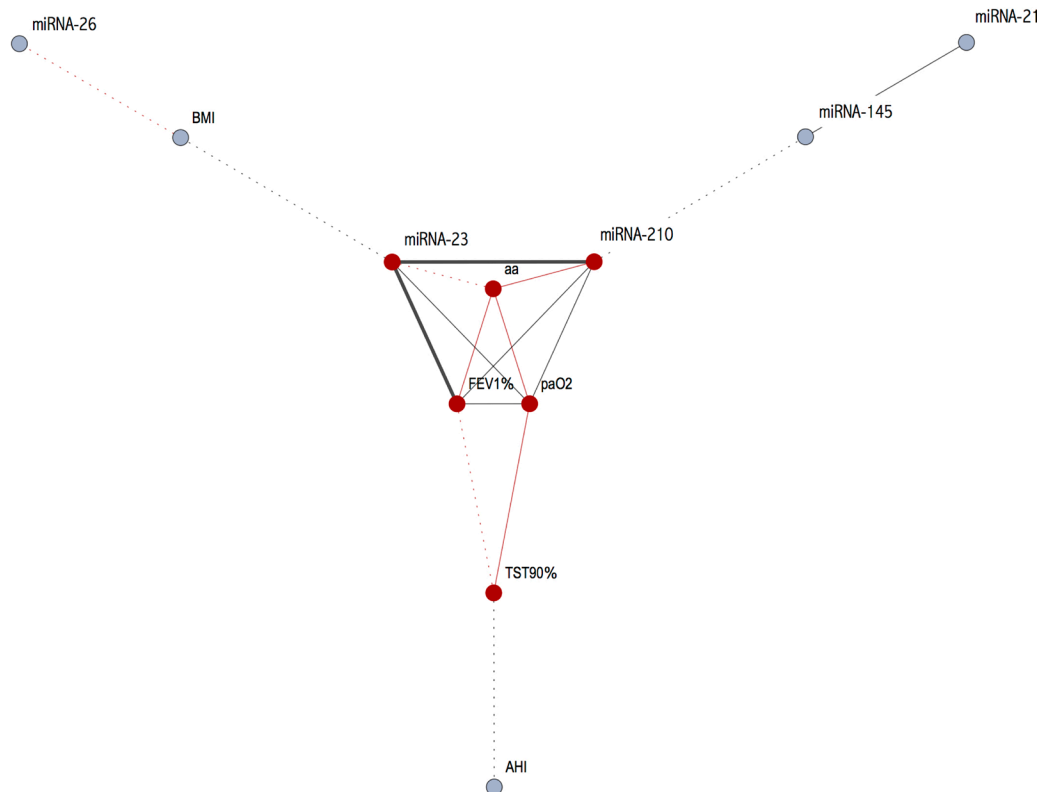 miRNA-26
miRNA-21
BMI
miRNA-145
miRNA-23
miRNA-210
aa
FEV1%
paO2
TST90%
AHI